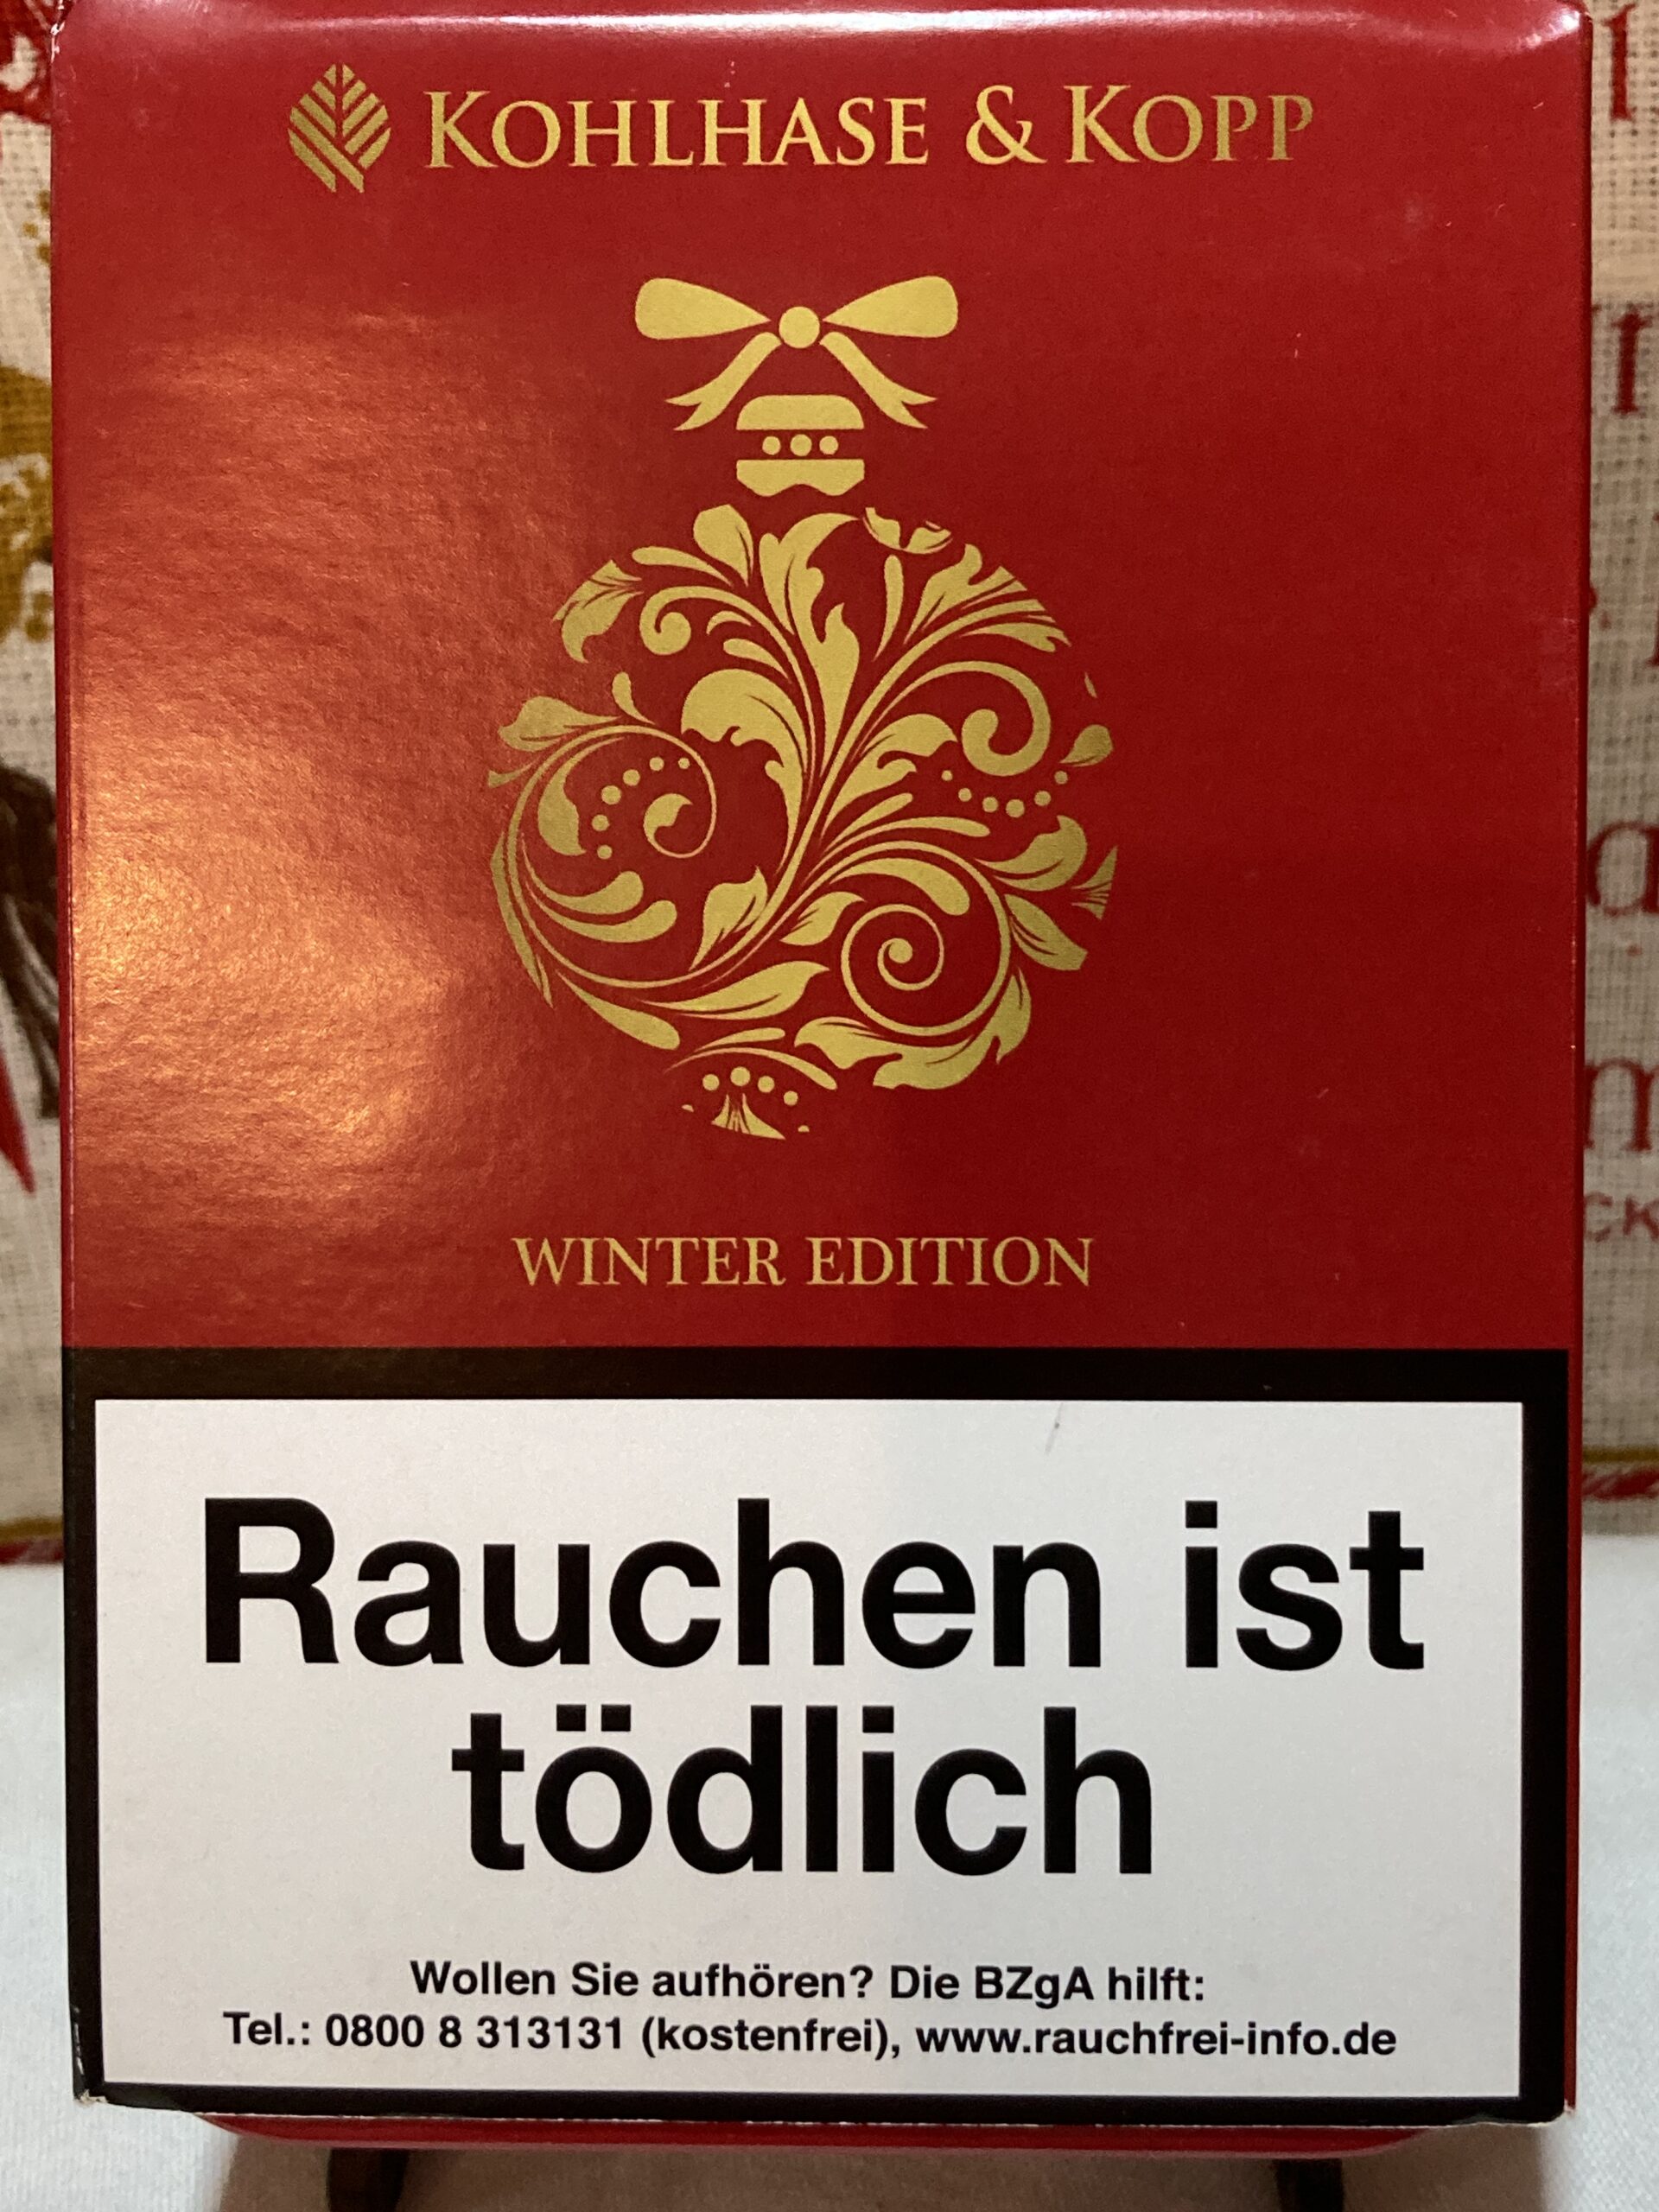 KOHLHASE & KOPP
WINTER EDITION
Rauchen ist
tödlich
Wollen Sie aufhören? Die BZgA hilft:
Tel.: 0800 8 313131 (kostenfrei), www.rauchfrei-info.de